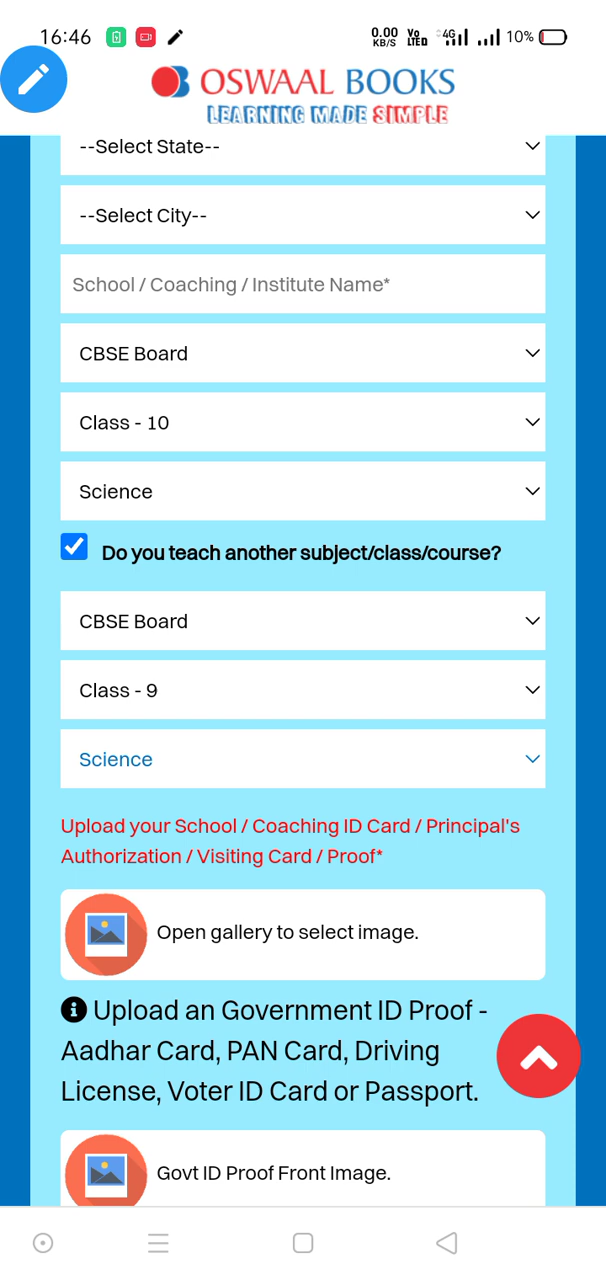 16:46
0.00 KB/S
Vo LTED
4G
10%
OSWAAL BOOKS
LEARNING MADE SIMPLE
--Select State--
--Select City--
School / Coaching / Institute Name*
CBSE Board
Class - 10
Science
Do you teach another subject/class/course?
CBSE Board
Class - 9
Science
Upload your School / Coaching ID Card / Principal's
Authorization / Visiting Card / Proof*
Open gallery to select image.
Upload an Government ID Proof -
Aadhar Card, PAN Card, Driving
License, Voter ID Card or Passport.
Govt ID Proof Front Image.